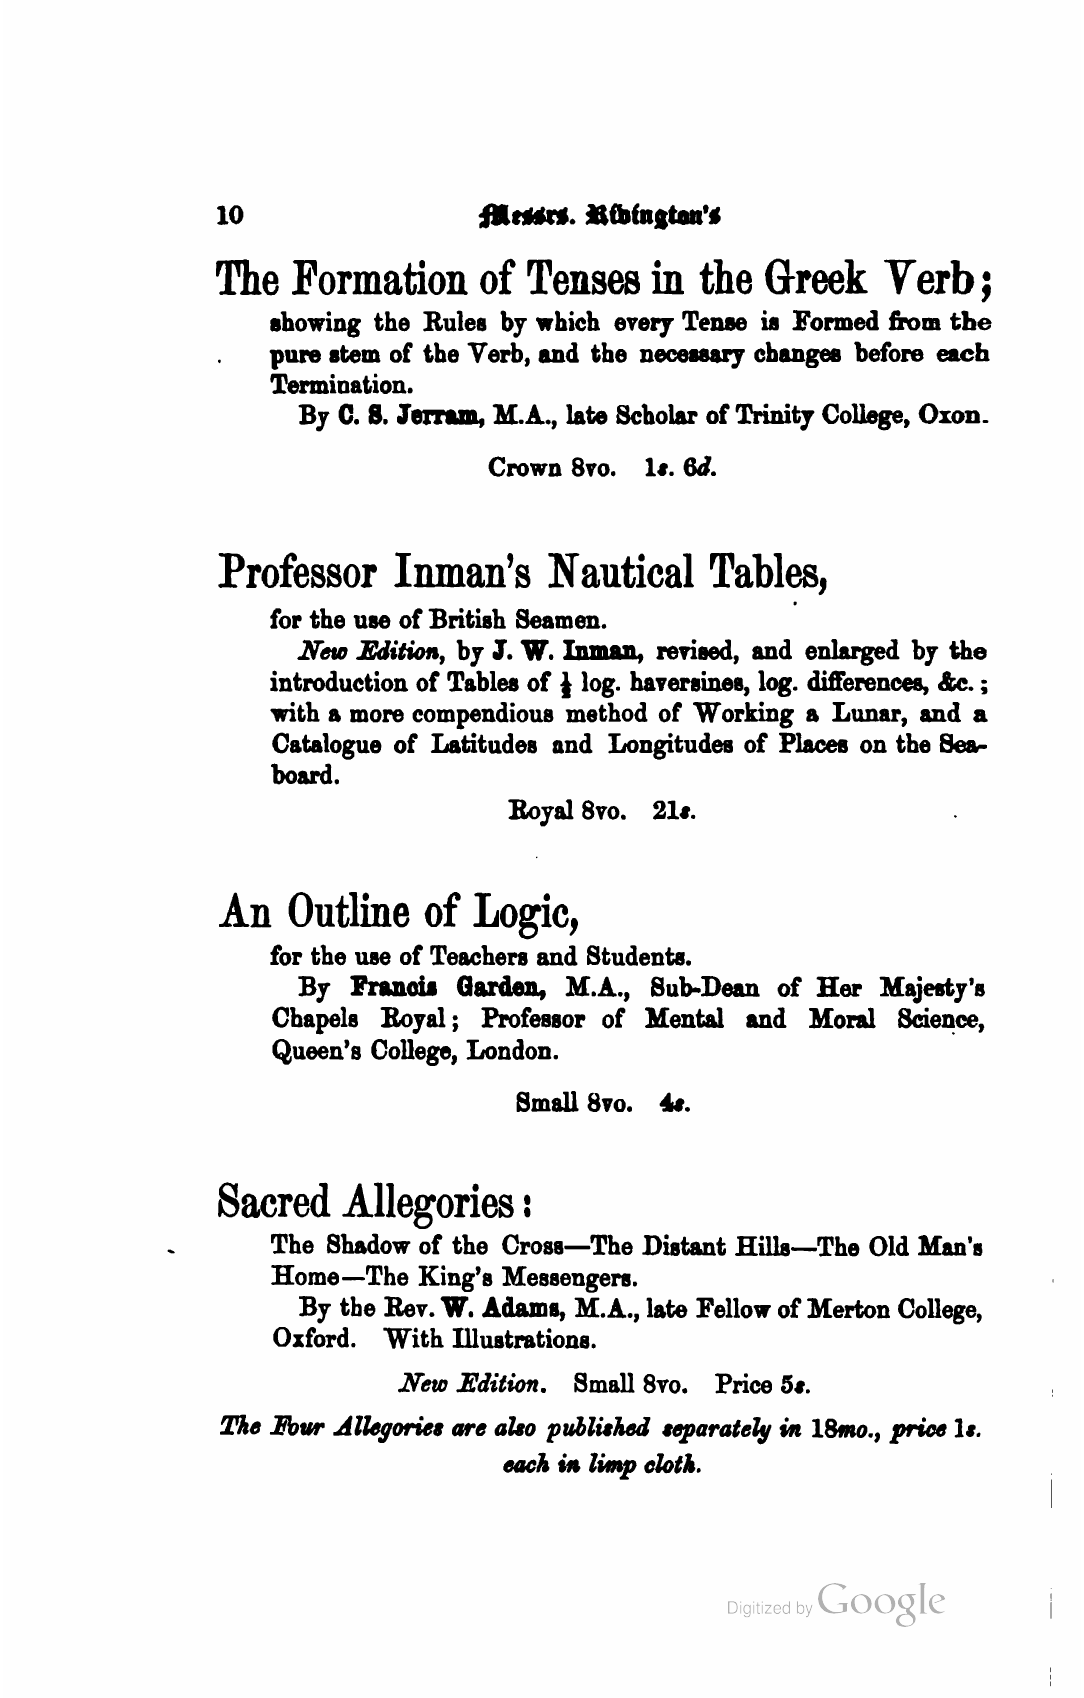 10 Messrs. Rivington's
The Formation of Tenses in the Greek Verb;
showing the Rules by which every Tense is Formed from the
pure stem of the Verb, and the necessary changes before each
Termination.
By C. S. Jerram, M.A., late Scholar of Trinity College, Oxon.
Crown 8vo. 1s. 6d.
Professor Inman's Nautical Tables,
for the use of British Seamen.
New Edition, by J. W. Inman, revised, and enlarged by the
introduction of Tables of ½ log. haversines, log. differences, &c.;
with a more compendious method of Working a Lunar, and a
Catalogue of Latitudes and Longitudes of Places on the Sea-
board.
Royal 8vo. 21s.
An Outline of Logic,
for the use of Teachers and Students.
By Francis Garden, M.A., Sub-Dean of Her Majesty's
Chapels Royal; Professor of Mental and Moral Science,
Queen's College, London.
Small 8vo. 4s.
Sacred Allegories:
The Shadow of the Cross—The Distant Hills—The Old Man's
Home—The King's Messengers.
By the Rev. W. Adams, M.A., late Fellow of Merton College,
Oxford. With Illustrations.
New Edition. Small 8vo. Price 5s.
The Four Allegories are also published separately in 18mo., price 1s.
each in limp cloth.
Digitized by Google